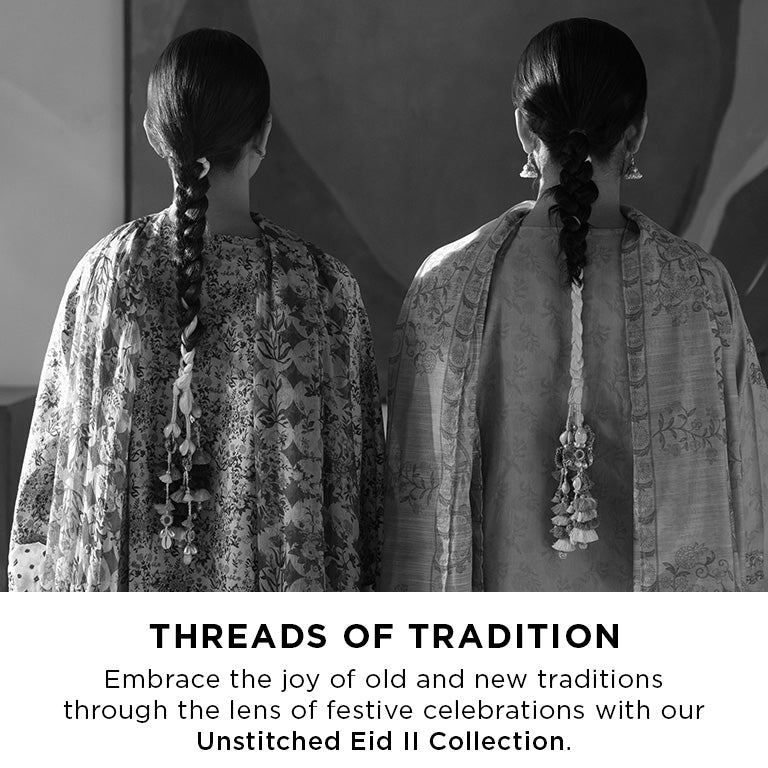 THREADS OF TRADITION
Embrace the joy of old and new traditions
through the lens of festive celebrations with our
Unstitched Eid II Collection.